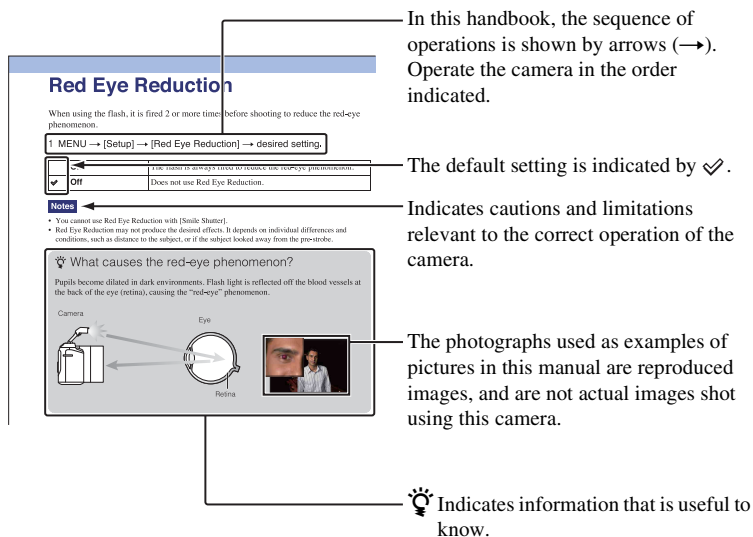 In this handbook, the sequence of
operations is shown by arrows (→).
Operate the camera in the order
indicated.
Red Eye Reduction
When using the flash, it is fired 2 or more times before shooting to reduce the red-eye
phenomenon.
1 MENU → [Setup] → [Red Eye Reduction] → desired setting.
The flash is always fired to reduce the red-eye phenomenon.
The default setting is indicated by ✓.
✓ Off Does not use Red Eye Reduction.
Notes
Indicates cautions and limitations
relevant to the correct operation of the
camera.
• You cannot use Red Eye Reduction with [Smile Shutter].
• Red Eye Reduction may not produce the desired effects. It depends on individual differences and
conditions, such as distance to the subject, or if the subject looked away from the pre-strobe.
What causes the red-eye phenomenon?
Pupils become dilated in dark environments. Flash light is reflected off the blood vessels at
the back of the eye (retina), causing the "red-eye" phenomenon.
Camera
Eye
Retina
The photographs used as examples of
pictures in this manual are reproduced
images, and are not actual images shot
using this camera.
Indicates information that is useful to
know.